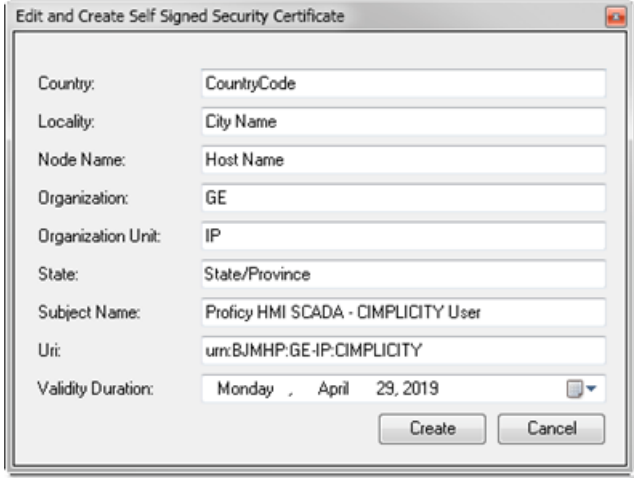 Edit and Create Self Signed Security Certificate
Country: CountryCode
Locality: City Name
Node Name: Host Name
Organization: GE
Organization Unit: IP
State: State/Province
Subject Name: Proficy HMI SCADA - CIMPLICITY User
Uri: urn:BJMHP:GE-IP:CIMPLICITY
Validity Duration: Monday , April 29, 2019
Create Cancel